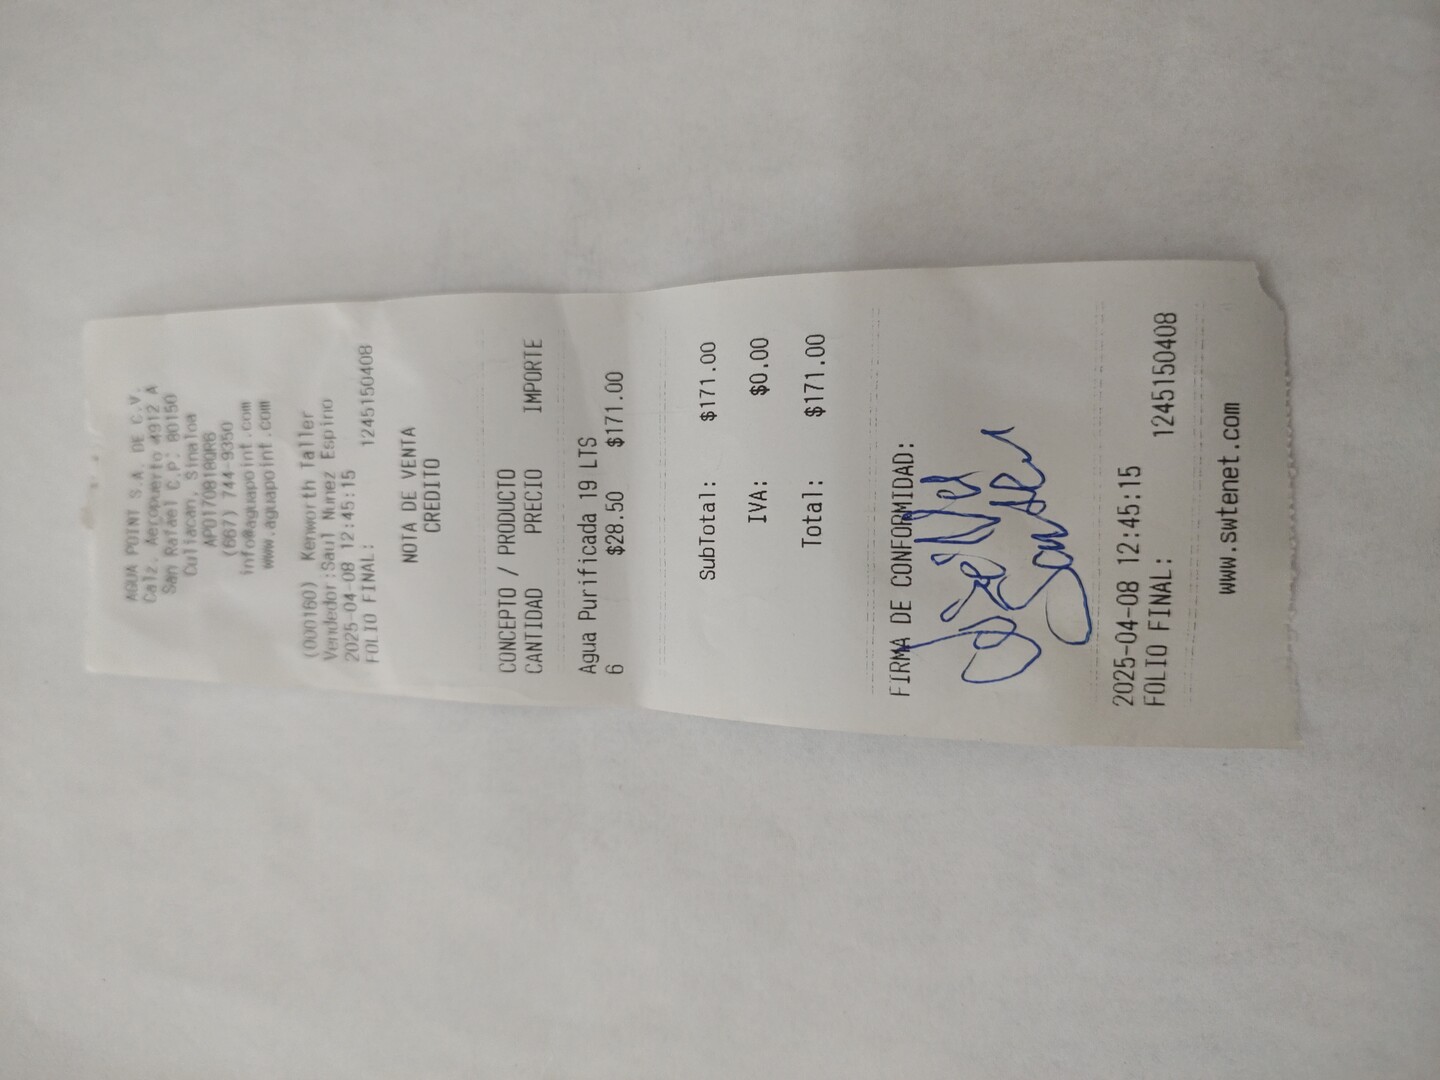 AGUA POINT S.A. DE C.V.
Calz. Aeropuerto 4912 A
San Rafael C.p: 80150
Culiacan, Sinaloa
APO170818QR6
(667) 744-9350
info@aguapoint.com
www.aguapoint.com
(000160) Kenworth Taller
Vendedor:Saul Nunez Espino
2025-04-08 12:45:15
FOLIO FINAL: 1245150408
NOTA DE VENTA
CREDITO
CONCEPTO / PRODUCTO
CANTIDAD PRECIO IMPORTE
Agua Purificada 19 LTS
6 $28.50 $171.00
SubTotal: $171.00
IVA: $0.00
Total: $171.00
FIRMA DE CONFORMIDAD:
2025-04-08 12:45:15
FOLIO FINAL: 1245150408
www.swtenet.com